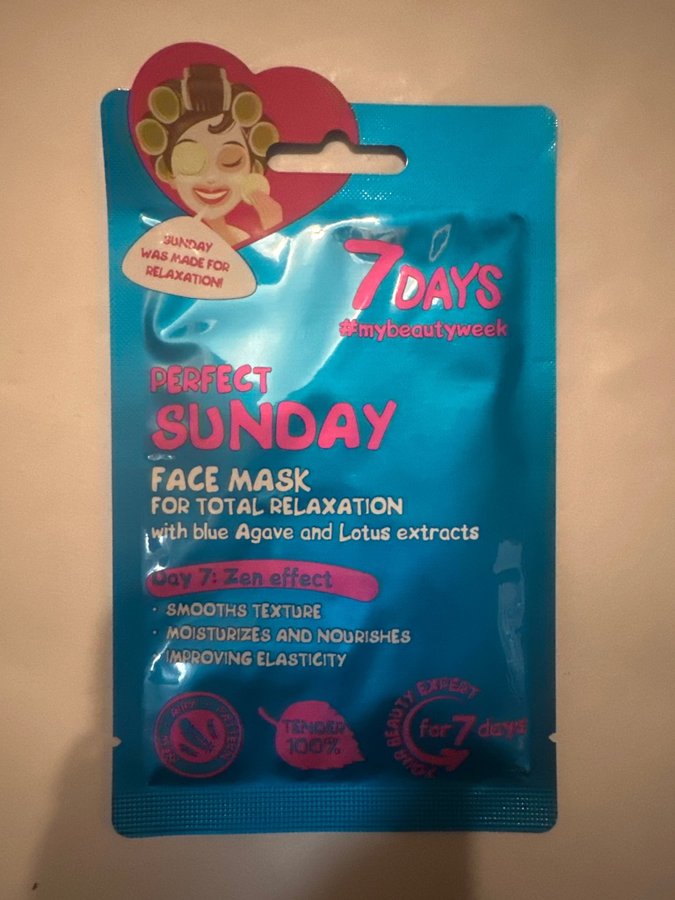 SUNDAY
WAS MADE FOR
RELAXATION!
7 DAYS
#mybeautyweek
PERFECT
SUNDAY
FACE MASK
FOR TOTAL RELAXATION
with blue Agave and Lotus extracts
Day 7: Zen effect
· SMOOTHS TEXTURE
· MOISTURIZES AND NOURISHES
· IMPROVING ELASTICITY
TENDER
100%
YOUR BEAUTY EXPERT
for 7 days